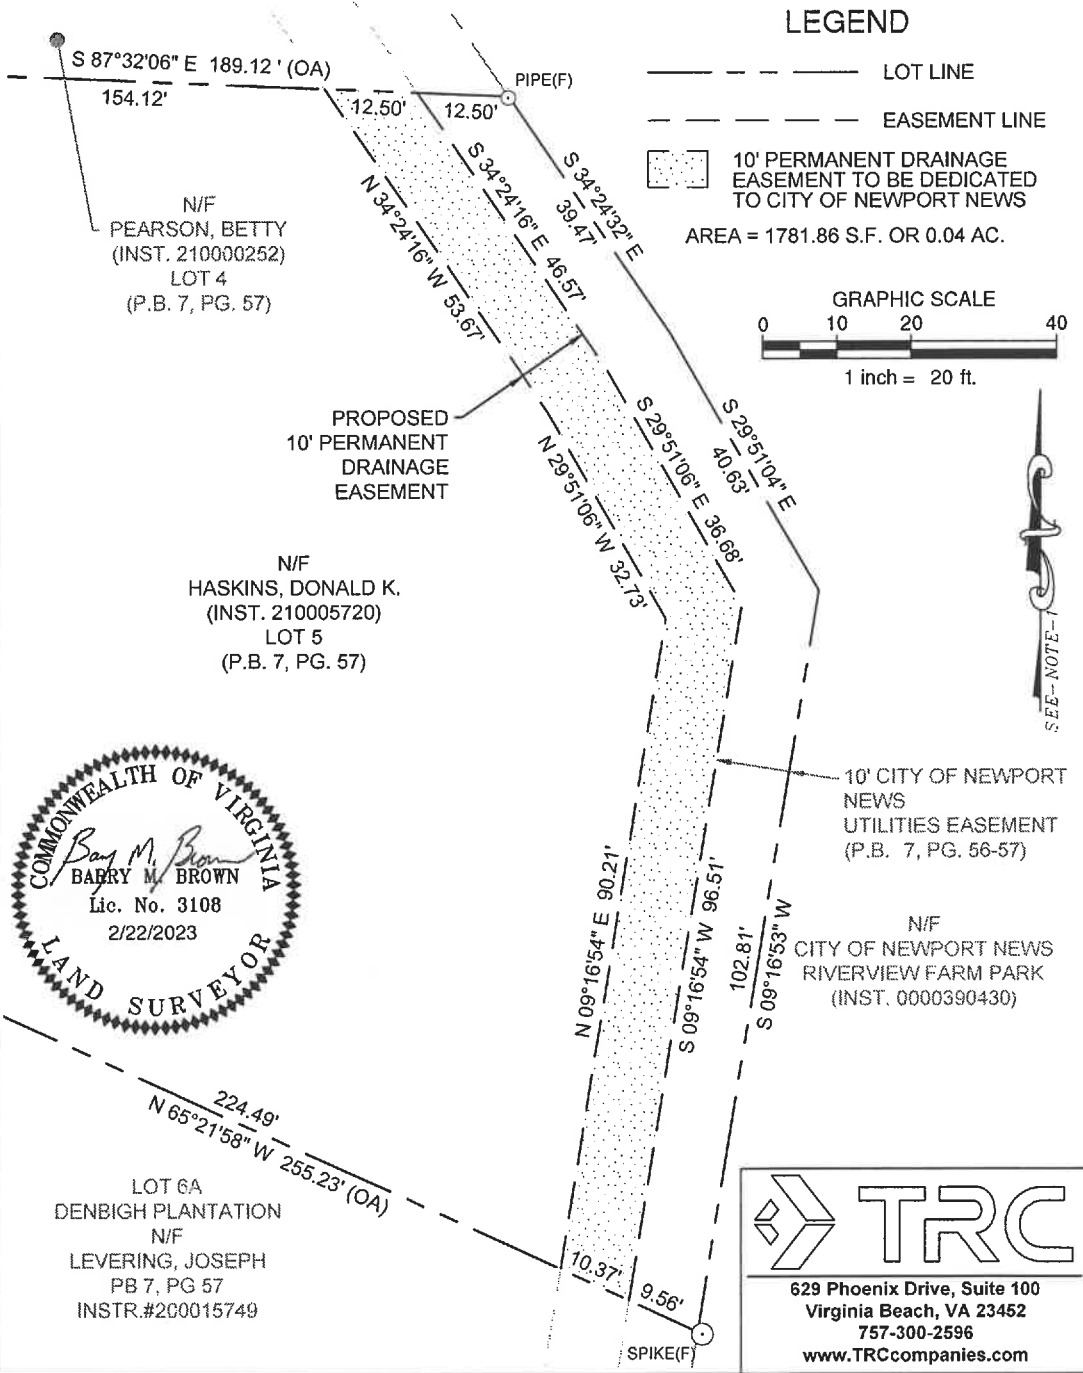 LEGEND
LOT LINE
EASEMENT LINE
10' PERMANENT DRAINAGE
EASEMENT TO BE DEDICATED
TO CITY OF NEWPORT NEWS
AREA = 1781.86 S.F. OR 0.04 AC.
GRAPHIC SCALE
0 10 20 40
1 inch = 20 ft.
S 87°32'06" E 189.12 ' (OA)
154.12'
12.50'
12.50'
PIPE(F)
S 34°24'32" E
39.47'
S 34°24'16" E 46.57'
N 34°24'16" W 53.67'
N/F
PEARSON, BETTY
(INST. 210000252)
LOT 4
(P.B. 7, PG. 57)
PROPOSED
10' PERMANENT
DRAINAGE
EASEMENT
S 29°51'04" E
40.63'
S 29°51'06" E 36.68'
N 29°51'06" W 32.73'
N/F
HASKINS, DONALD K.
(INST. 210005720)
LOT 5
(P.B. 7, PG. 57)
SEE-NOTE-1
10' CITY OF NEWPORT
NEWS
UTILITIES EASEMENT
(P.B. 7, PG. 56-57)
COMMONWEALTH OF VIRGINIA
Barry M. Brown
BARRY M. BROWN
Lic. No. 3108
2/22/2023
LAND SURVEYOR
N 09°16'54" E 90.21'
S 09°16'54" W 96.51'
102.81'
S 09°16'53" W
N/F
CITY OF NEWPORT NEWS
RIVERVIEW FARM PARK
(INST. 0000390430)
224.49'
N 65°21'58" W 255.23' (OA)
10.37'
9.56'
SPIKE(F)
LOT 6A
DENBIGH PLANTATION
N/F
LEVERING, JOSEPH
PB 7, PG 57
INSTR.#200015749
TRC
629 Phoenix Drive, Suite 100
Virginia Beach, VA 23452
757-300-2596
www.TRCcompanies.com